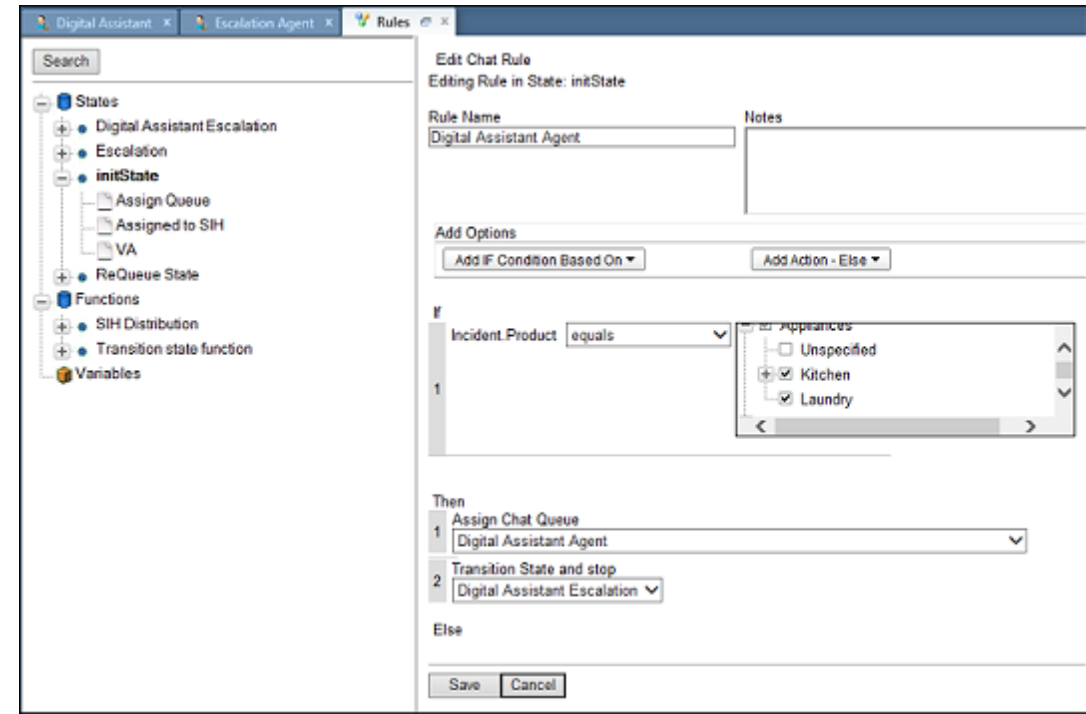 Digital Assistant x Escalation Agent x Rules x
Search
States
Digital Assistant Escalation
Escalation
initState
Assign Queue
Assigned to SIH
VA
ReQueue State
Functions
SIH Distribution
Transition state function
Variables
Edit Chat Rule
Editing Rule in State: initState
Rule Name Notes
Digital Assistant Agent
Add Options
Add IF Condition Based On Add Action - Else
If
1
Incident.Product equals
Appliances
Unspecified
Kitchen
Laundry
Then
1 Assign Chat Queue
Digital Assistant Agent
2 Transition State and stop
Digital Assistant Escalation
Else
Save Cancel